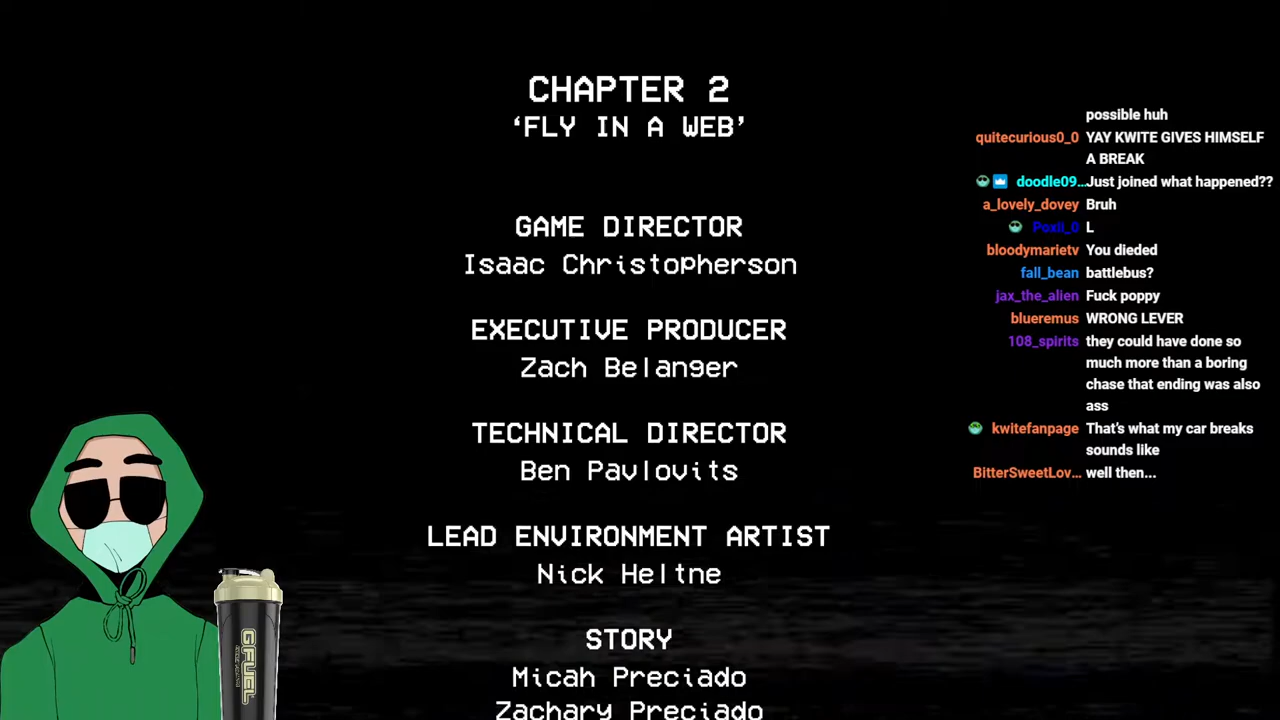 CHAPTER 2
‘FLY IN A WEB’
GAME DIRECTOR
Isaac Christopherson
EXECUTIVE PRODUCER
Zach Belanger
TECHNICAL DIRECTOR
Ben Pavlovits
LEAD ENVIRONMENT ARTIST
Nick Heltne
STORY
Micah Preciado
Zachary Preciado
possible huh
quitecurious0_0 YAY KWITE GIVES HIMSELF
A BREAK
doodle09... Just joined what happened??
a_lovely_dovey Bruh
Poxii_0 L
bloodymarietv You dieded
fall_bean battlebus?
jax_the_alien Fuck poppy
blueremus WRONG LEVER
108_spirits they could have done so
much more than a boring
chase that ending was also
ass
kwitefanpage That's what my car breaks
sounds like
BitterSweetLov... well then...
GFUEL